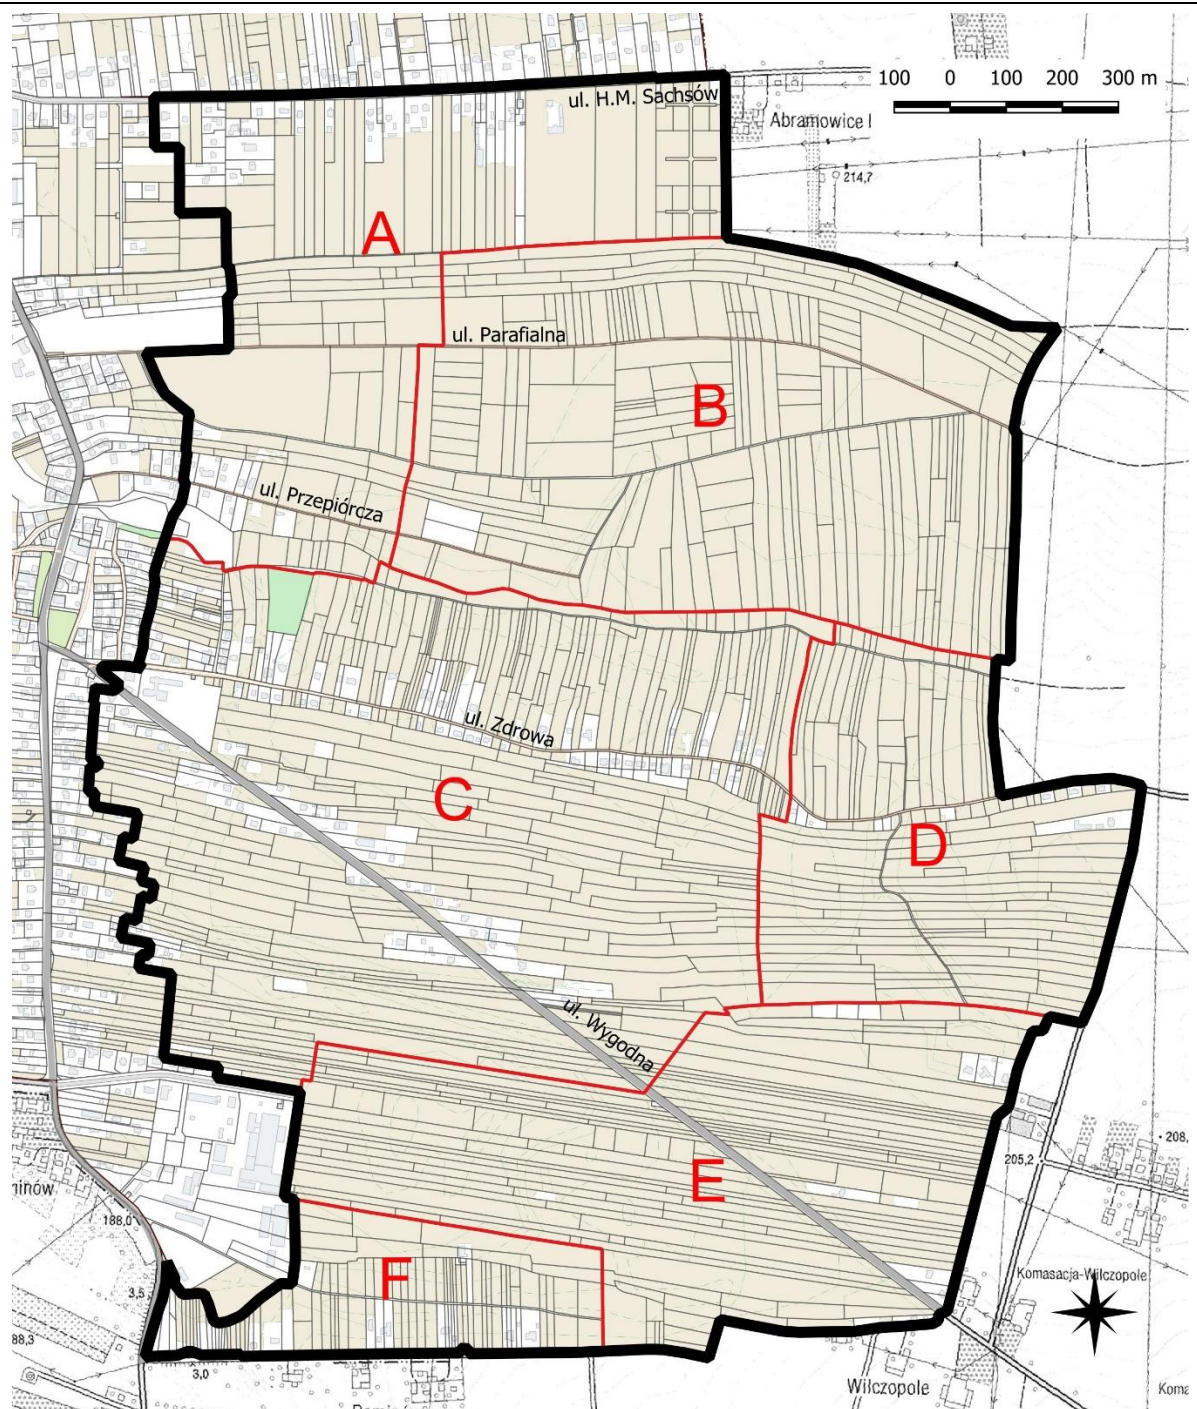 100 0 100 200 300 m
ul. H.M. Sachsów
Abramowice
214,7
A
ul. Parafialna
B
ul. Przepiórcza
ul. Zdrowa
C
D
ul. Wygodna
E
208,
205,2
ninów
188,0
F
Komasacja-Wilczopole
3,5
88,3
3,0
Wilczopole
Koma